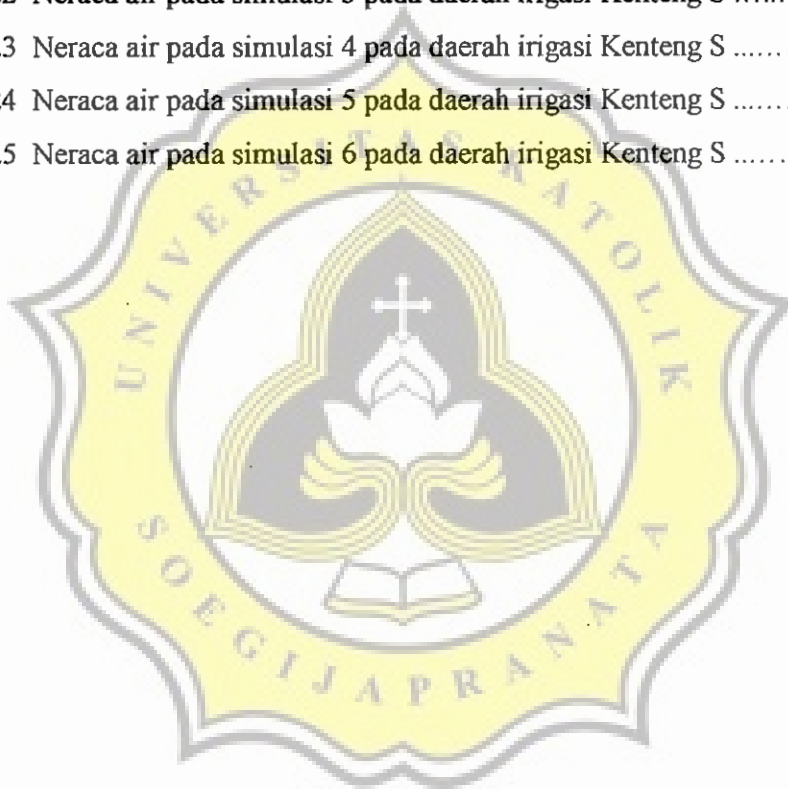 2 Neraca air pada simulasi 5 pada daerah irigasi Kenteng S
.3 Neraca air pada simulasi 4 pada daerah irigasi Kenteng S ......
4 Neraca air pada simulasi 5 pada daerah irigasi Kenteng S .......
.5 Neraca air pada simulasi 6 pada daerah irigasi Kenteng S ......
UNIVERSITAS KATOLIK
SOEGIJAPRANATA